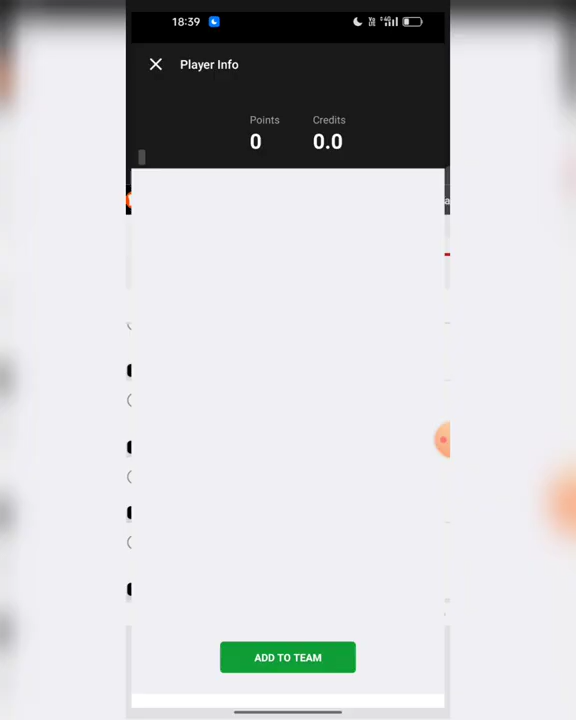 18:39
Player Info
Points
Credits
0
0.0
ADD TO TEAM